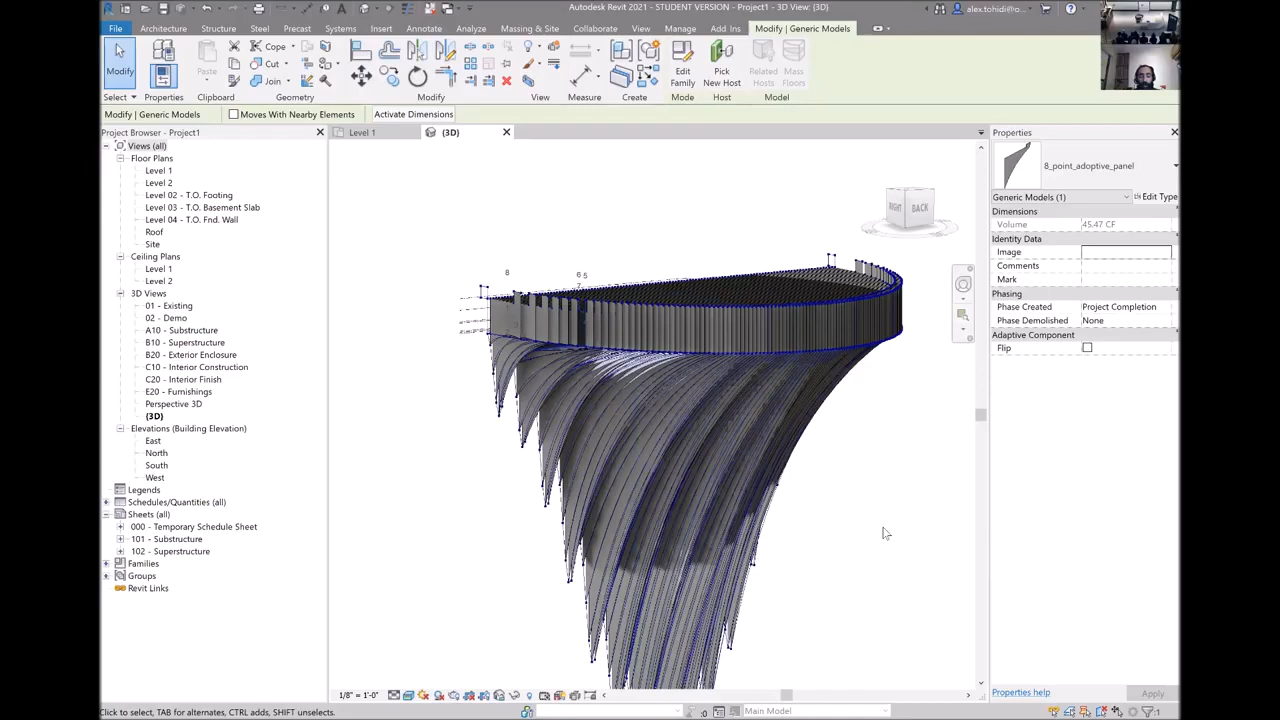 Autodesk Revit 2021 - STUDENT VERSION - Project1 - 3D View: {3D}
alex.tohidi@o...
File Architecture Structure Steel Precast Systems Insert Annotate Analyze Massing & Site Collaborate View Manage Add Ins Modify | Generic Models
Modify Paste Cope Cut Join Edit Family Pick New Host Related Hosts Mass Floors
Select Properties Clipboard Geometry Modify View Measure Create Mode Host Model
Modify | Generic Models Moves With Nearby Elements Activate Dimensions
Project Browser - Project1
Level 1
{3D}
Properties
Views (all)
Floor Plans
Level 1
Level 2
Level 02 - T.O. Footing
Level 03 - T.O. Basement Slab
Level 04 - T.O. Fnd. Wall
Roof
Site
Ceiling Plans
Level 1
Level 2
3D Views
01 - Existing
02 - Demo
A10 - Substructure
B10 - Superstructure
B20 - Exterior Enclosure
C10 - Interior Construction
C20 - Interior Finish
E20 - Furnishings
Perspective 3D
{3D}
Elevations (Building Elevation)
East
North
South
West
Legends
Schedules/Quantities (all)
Sheets (all)
000 - Temporary Schedule Sheet
101 - Substructure
102 - Superstructure
Families
Groups
Revit Links
RIGHT BACK
8
6 5
7
8_point_adoptive_panel
Generic Models (1) Edit Type
Dimensions
Volume 45.47 CF
Identity Data
Image
Comments
Mark
Phasing
Phase Created Project Completion
Phase Demolished None
Adaptive Component
Flip
Properties help Apply
1/8" = 1'-0"
Click to select, TAB for alternates, CTRL adds, SHIFT unselects.
:0 Main Model :1